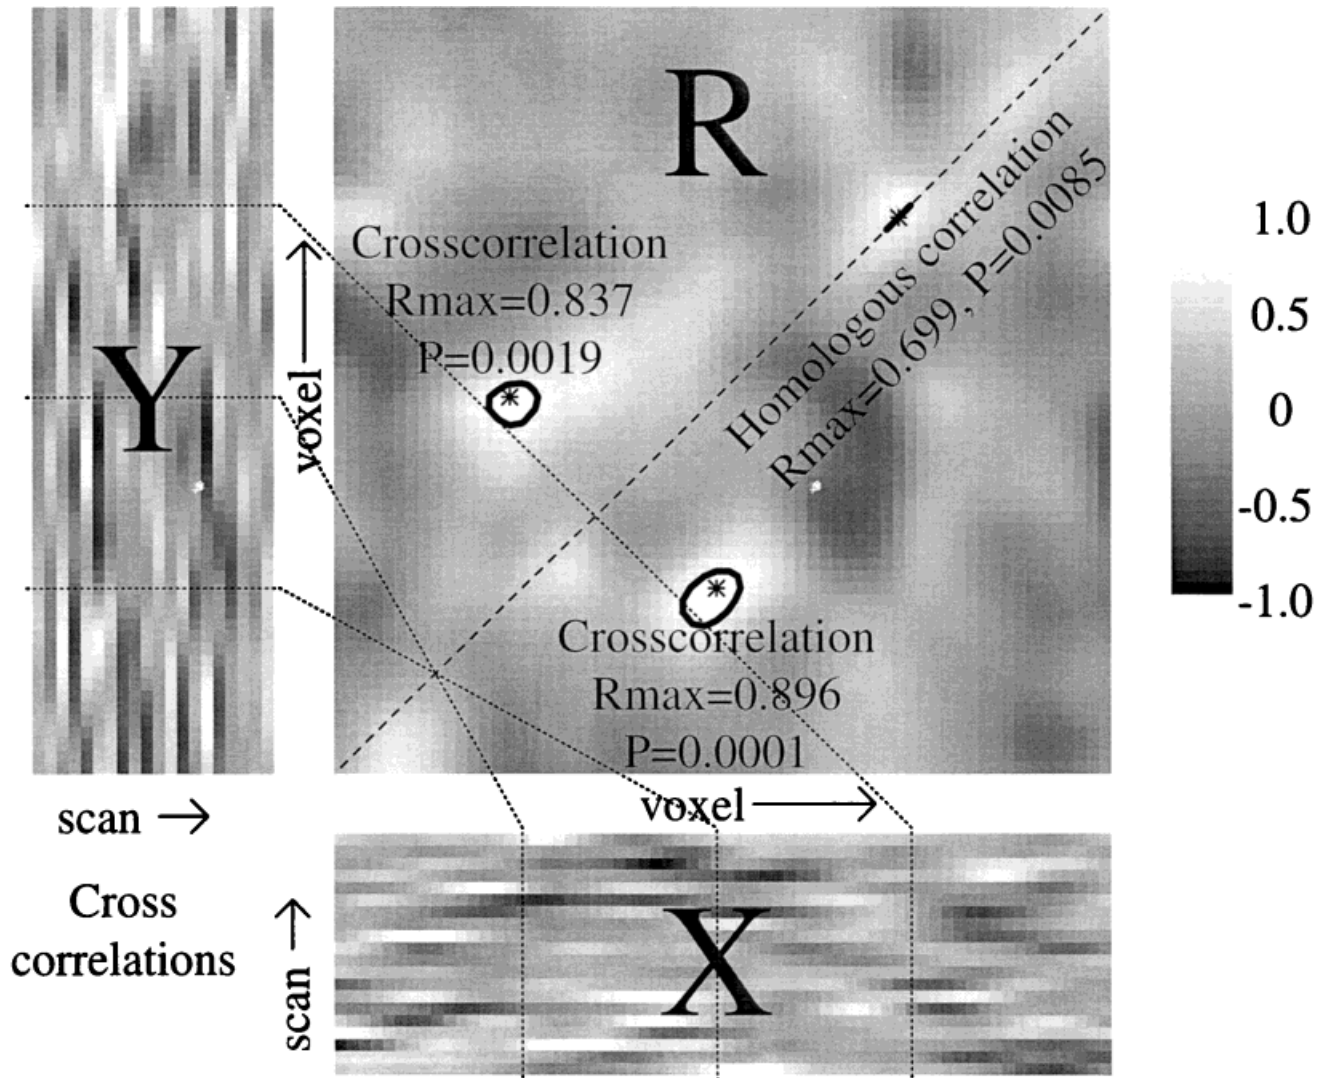 R
Crosscorrelation
Rmax=0.837
P=0.0019
Homologous correlation
Rmax=0.699, P=0.0085
Y
voxel
Crosscorrelation
Rmax=0.896
P=0.0001
1.0
0.5
0
-0.5
-1.0
scan
voxel
Cross
correlations
scan
X